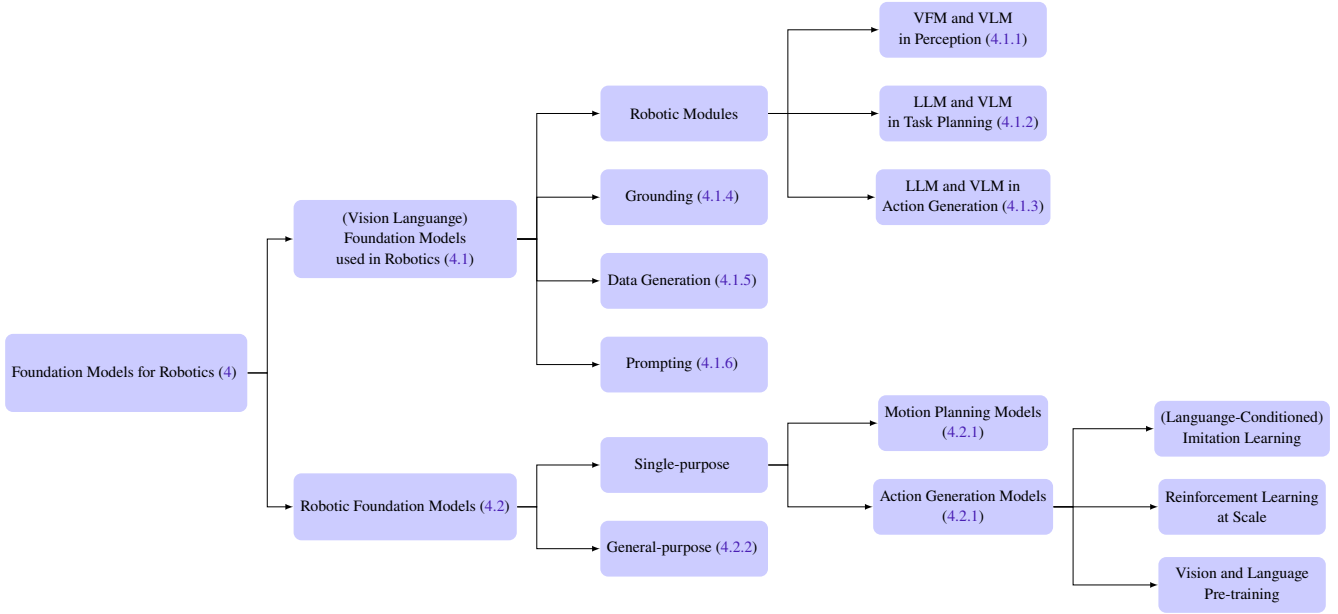 Foundation Models for Robotics (4)
(Vision Languange)
Foundation Models
used in Robotics (4.1)
Robotic Modules
VFM and VLM
in Perception (4.1.1)
LLM and VLM
in Task Planning (4.1.2)
LLM and VLM in
Action Generation (4.1.3)
Grounding (4.1.4)
Data Generation (4.1.5)
Prompting (4.1.6)
Robotic Foundation Models (4.2)
Single-purpose
Motion Planning Models
(4.2.1)
Action Generation Models
(4.2.1)
(Languange-Conditioned)
Imitation Learning
Reinforcement Learning
at Scale
Vision and Language
Pre-training
General-purpose (4.2.2)